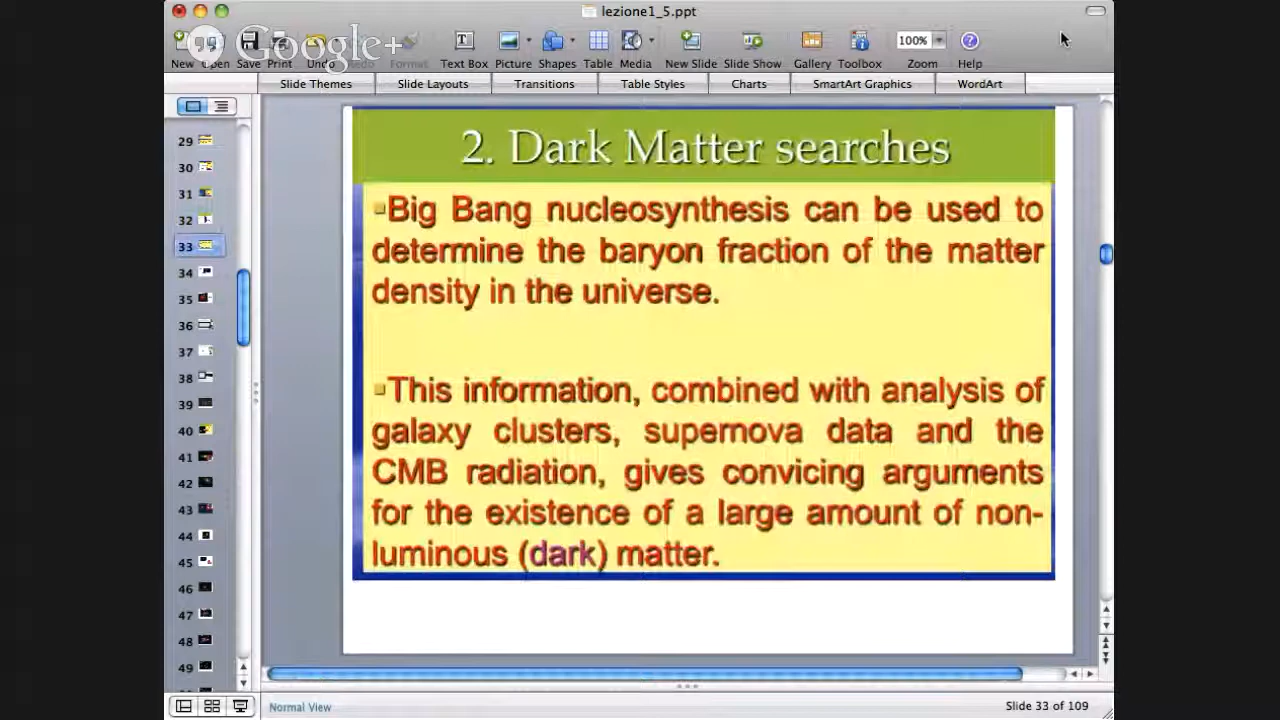 lezione1_5.ppt
Google+
New Open Save Print Undo Redo Format Text Box Picture Shapes Table Media New Slide Slide Show Gallery Toolbox 100% Zoom Help
Slide Themes Slide Layouts Transitions Table Styles Charts SmartArt Graphics WordArt
29
30
31
32
33
34
35
36
37
38
39
40
41
42
43
44
45
46
47
48
49
2. Dark Matter searches
▪Big Bang nucleosynthesis can be used to
determine the baryon fraction of the matter
density in the universe.
▪This information, combined with analysis of
galaxy clusters, supernova data and the
CMB radiation, gives convicing arguments
for the existence of a large amount of non-
luminous (dark) matter.
Normal View
Slide 33 of 109